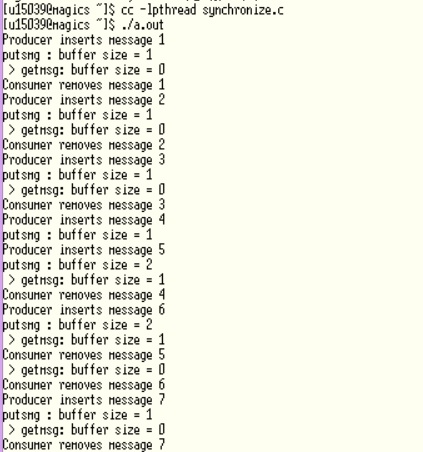 [u15039@magics ~]$ cc -lpthread synchronize.c
[u15039@magics ~]$ ./a.out
Producer inserts message 1
putsmg : buffer size = 1
 > getmsg: buffer size = 0
Consumer removes message 1
Producer inserts message 2
putsmg : buffer size = 1
 > getmsg: buffer size = 0
Consumer removes message 2
Producer inserts message 3
putsmg : buffer size = 1
 > getmsg: buffer size = 0
Consumer removes message 3
Producer inserts message 4
putsmg : buffer size = 1
Producer inserts message 5
putsmg : buffer size = 2
 > getmsg: buffer size = 1
Consumer removes message 4
Producer inserts message 6
putsmg : buffer size = 2
 > getmsg: buffer size = 1
Consumer removes message 5
 > getmsg: buffer size = 0
Consumer removes message 6
Producer inserts message 7
putsmg : buffer size = 1
 > getmsg: buffer size = 0
Consumer removes message 7